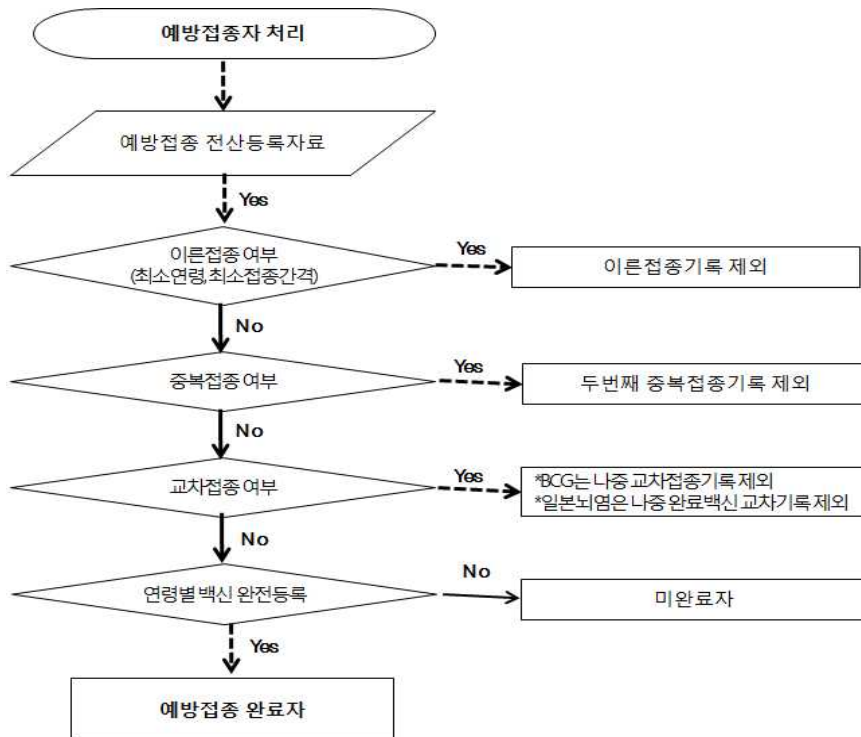 예방접종자 처리
예방접종 전산등록자료
Yes
이른접종 여부
(최소연령,최소접종간격)
Yes
이른접종기록 제외
No
중복접종 여부
Yes
두번째 중복접종기록 제외
No
교차접종 여부
Yes
*BCG는 나중 교차접종기록 제외
*일본뇌염은 나중 완료백신 교차기록 제외
No
연령별 백신 완전등록
No
미완료자
Yes
예방접종 완료자